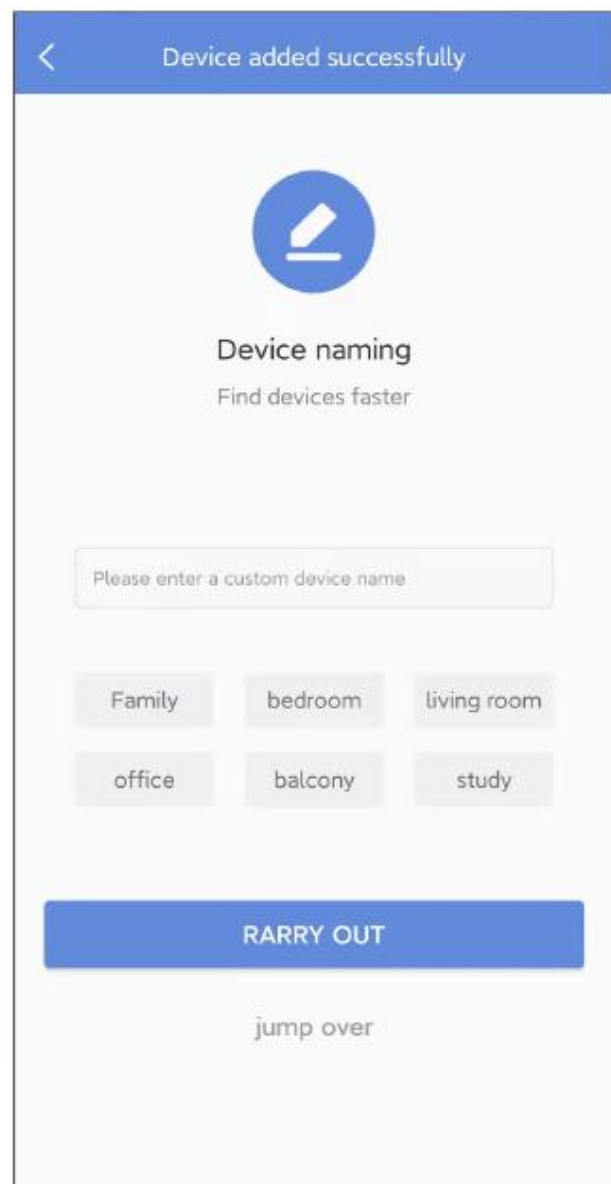 Device added successfully
Device naming
Find devices faster
Please enter a custom device name
Family bedroom living room
office balcony study
RARRY OUT
jump over